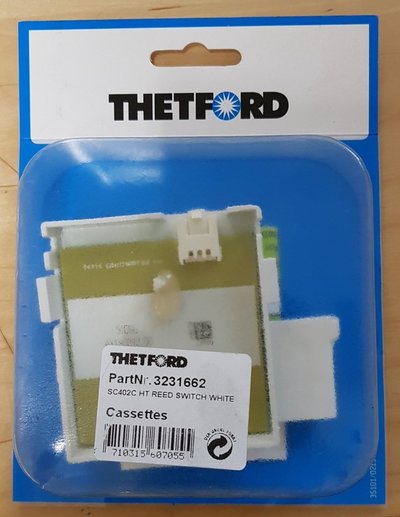 THETFORD
THETFORD
PartNr. 3231662
SC402C HT REED SWITCH WHITE
Cassettes
710315 607055